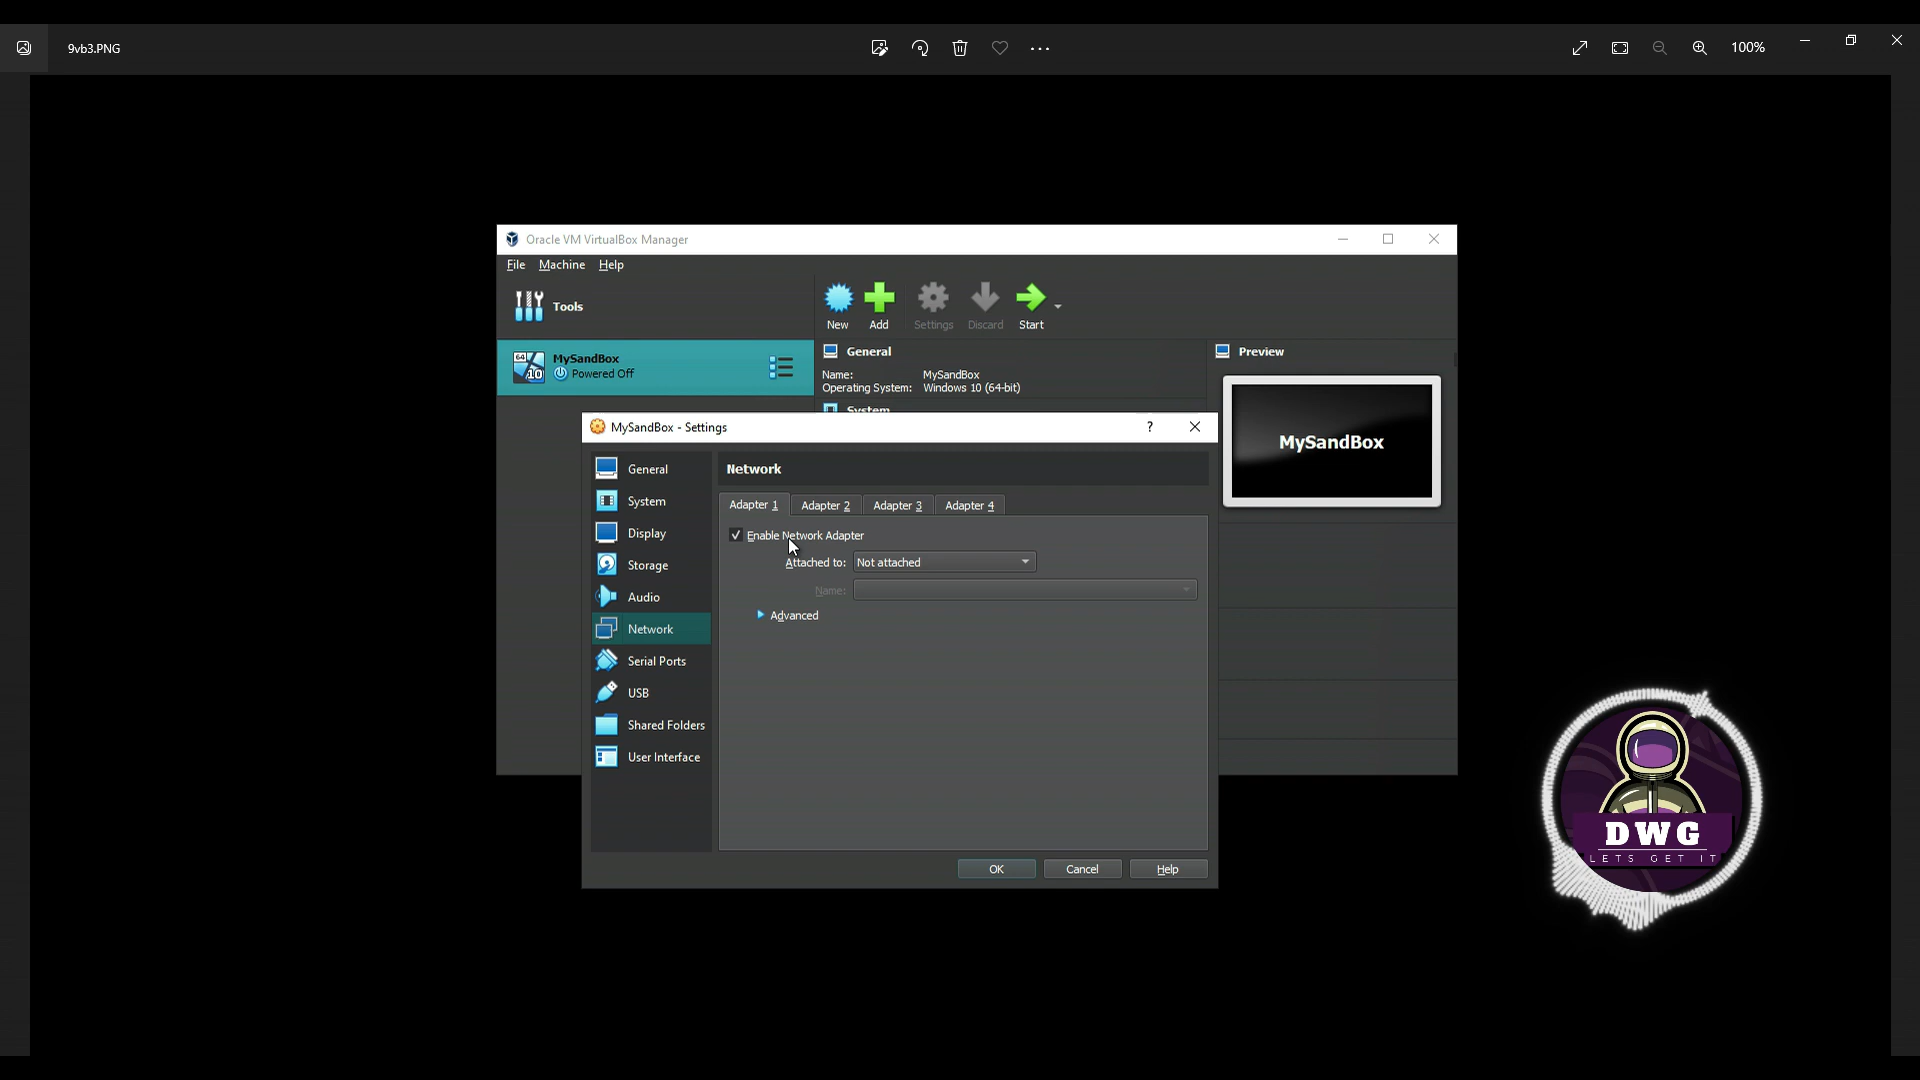 9vb3.PNG
100%
Oracle VM VirtualBox Manager
File Machine Help
Tools
New Add Settings Discard Start
64
10
MySandBox
Powered Off
General
Name: MySandBox
Operating System: Windows 10 (64-bit)
System
Preview
MySandBox
MySandBox - Settings
?
General
System
Display
Storage
Audio
Network
Serial Ports
USB
Shared Folders
User Interface
Network
Adapter 1 Adapter 2 Adapter 3 Adapter 4
Enable Network Adapter
Attached to: Not attached
Name:
Advanced
OK Cancel Help
DWG
LETS GET IT